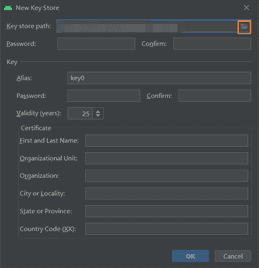 New Key Store
Key store path:
Password: Confirm:
Key
Alias: key0
Password: Confirm:
Validity (years): 25
Certificate
First and Last Name:
Organizational Unit:
Organization:
City or Locality:
State or Province:
Country Code (XX):
OK Cancel